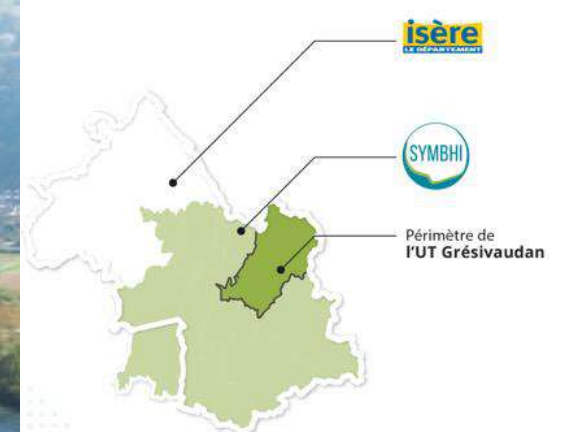 isère
LE DÉPARTEMENT
SYMBHI
Périmètre de
l'UT Grésivaudan